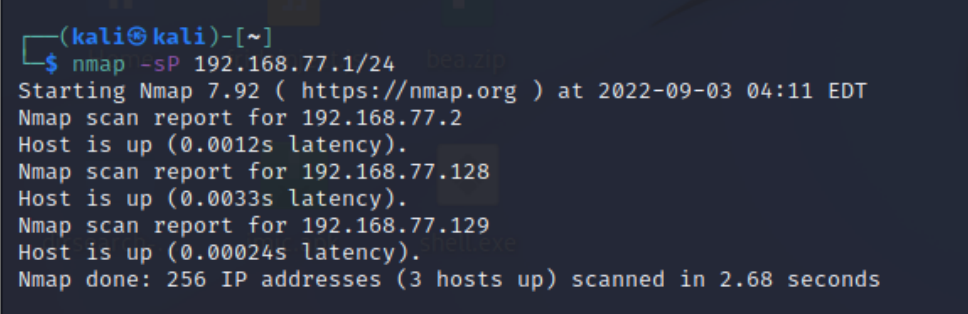 ┌──(kali㉿kali)-[~]
└─$ nmap -sP 192.168.77.1/24
bea.zip
Starting Nmap 7.92 ( https://nmap.org ) at 2022-09-03 04:11 EDT
Nmap scan report for 192.168.77.2
Host is up (0.0012s latency).
Nmap scan report for 192.168.77.128
Host is up (0.0033s latency).
Nmap scan report for 192.168.77.129
shell.exe
Host is up (0.00024s latency).
Nmap done: 256 IP addresses (3 hosts up) scanned in 2.68 seconds